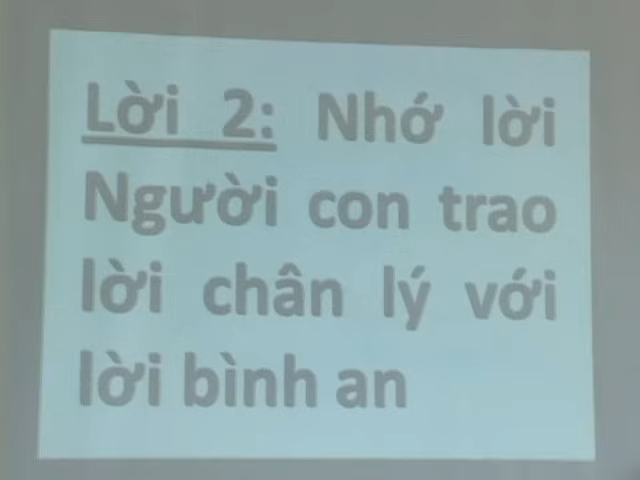 Lời 2: Nhớ lời
Người con trao
lời chân lý với
lời bình an